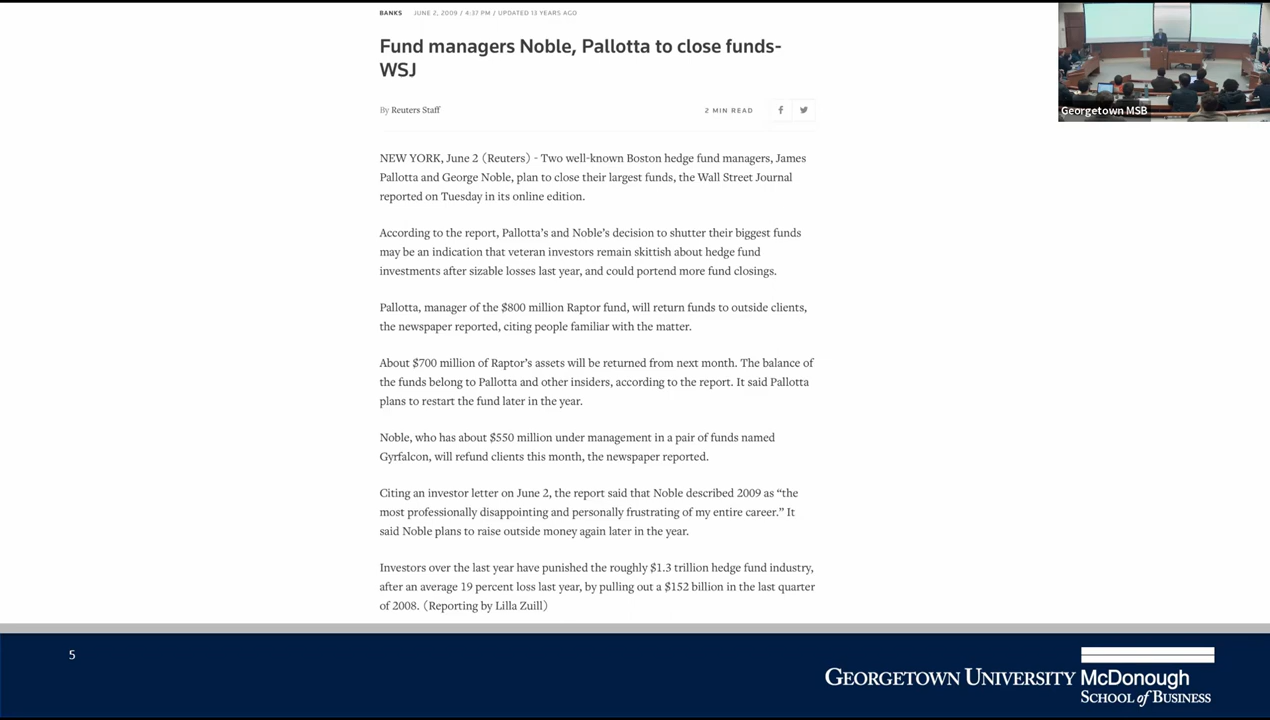 BANKS JUNE 2, 2009 / 4:37 PM / UPDATED 13 YEARS AGO
Fund managers Noble, Pallotta to close funds-
WSJ
By Reuters Staff
2 MIN READ
NEW YORK, June 2 (Reuters) - Two well-known Boston hedge fund managers, James
Pallotta and George Noble, plan to close their largest funds, the Wall Street Journal
reported on Tuesday in its online edition.
According to the report, Pallotta’s and Noble’s decision to shutter their biggest funds
may be an indication that veteran investors remain skittish about hedge fund
investments after sizable losses last year, and could portend more fund closings.
Pallotta, manager of the $800 million Raptor fund, will return funds to outside clients,
the newspaper reported, citing people familiar with the matter.
About $700 million of Raptor’s assets will be returned from next month. The balance of
the funds belong to Pallotta and other insiders, according to the report. It said Pallotta
plans to restart the fund later in the year.
Noble, who has about $550 million under management in a pair of funds named
Gyrfalcon, will refund clients this month, the newspaper reported.
Citing an investor letter on June 2, the report said that Noble described 2009 as “the
most professionally disappointing and personally frustrating of my entire career.” It
said Noble plans to raise outside money again later in the year.
Investors over the last year have punished the roughly $1.3 trillion hedge fund industry,
after an average 19 percent loss last year, by pulling out a $152 billion in the last quarter
of 2008. (Reporting by Lilla Zuill)
Georgetown MSB
5
GEORGETOWN UNIVERSITY McDonough
SCHOOL of BUSINESS